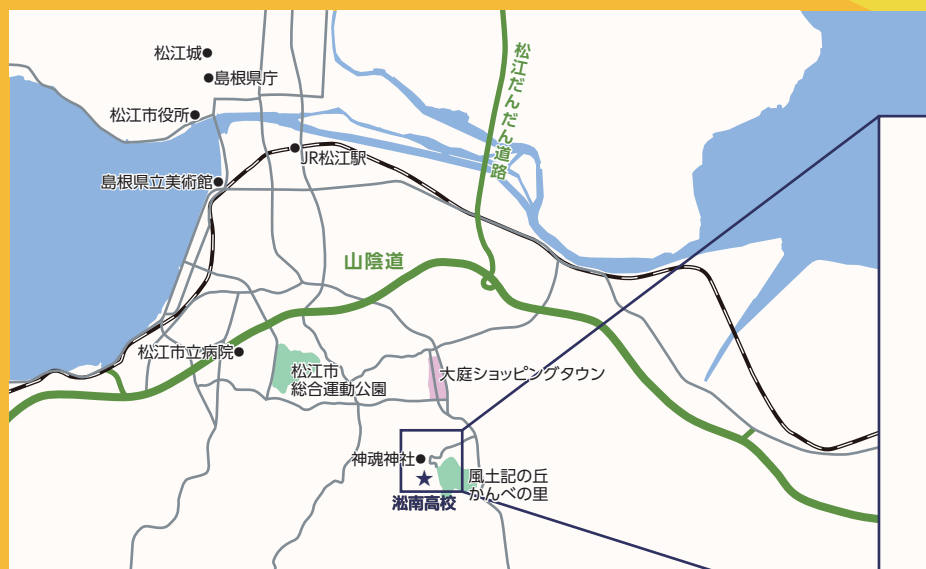 松江城
島根県庁
松江市役所
松江だんだん道路
JR松江駅
島根県立美術館
山陰道
松江市立病院
松江市
総合運動公園
大庭ショッピングタウン
神魂神社
風土記の丘
かんべの里
淞南高校